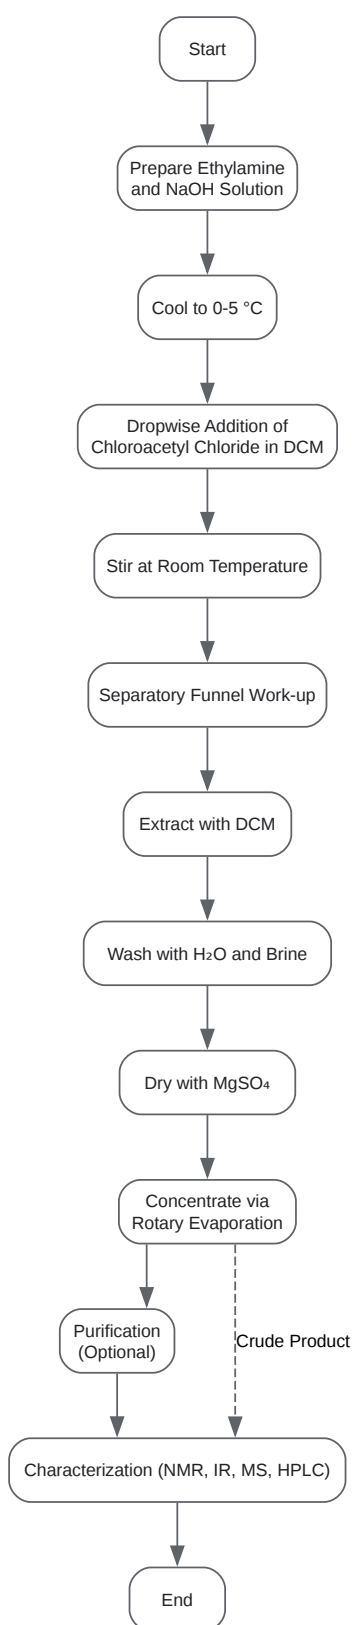 Start
Prepare Ethylamine
and NaOH Solution
Cool to 0-5 °C
Dropwise Addition of
Chloroacetyl Chloride in DCM
Stir at Room Temperature
Separatory Funnel Work-up
Extract with DCM
Wash with H₂O and Brine
Dry with MgSO₄
Concentrate via
Rotary Evaporation
Purification
(Optional)
Crude Product
Characterization (NMR, IR, MS, HPLC)
End